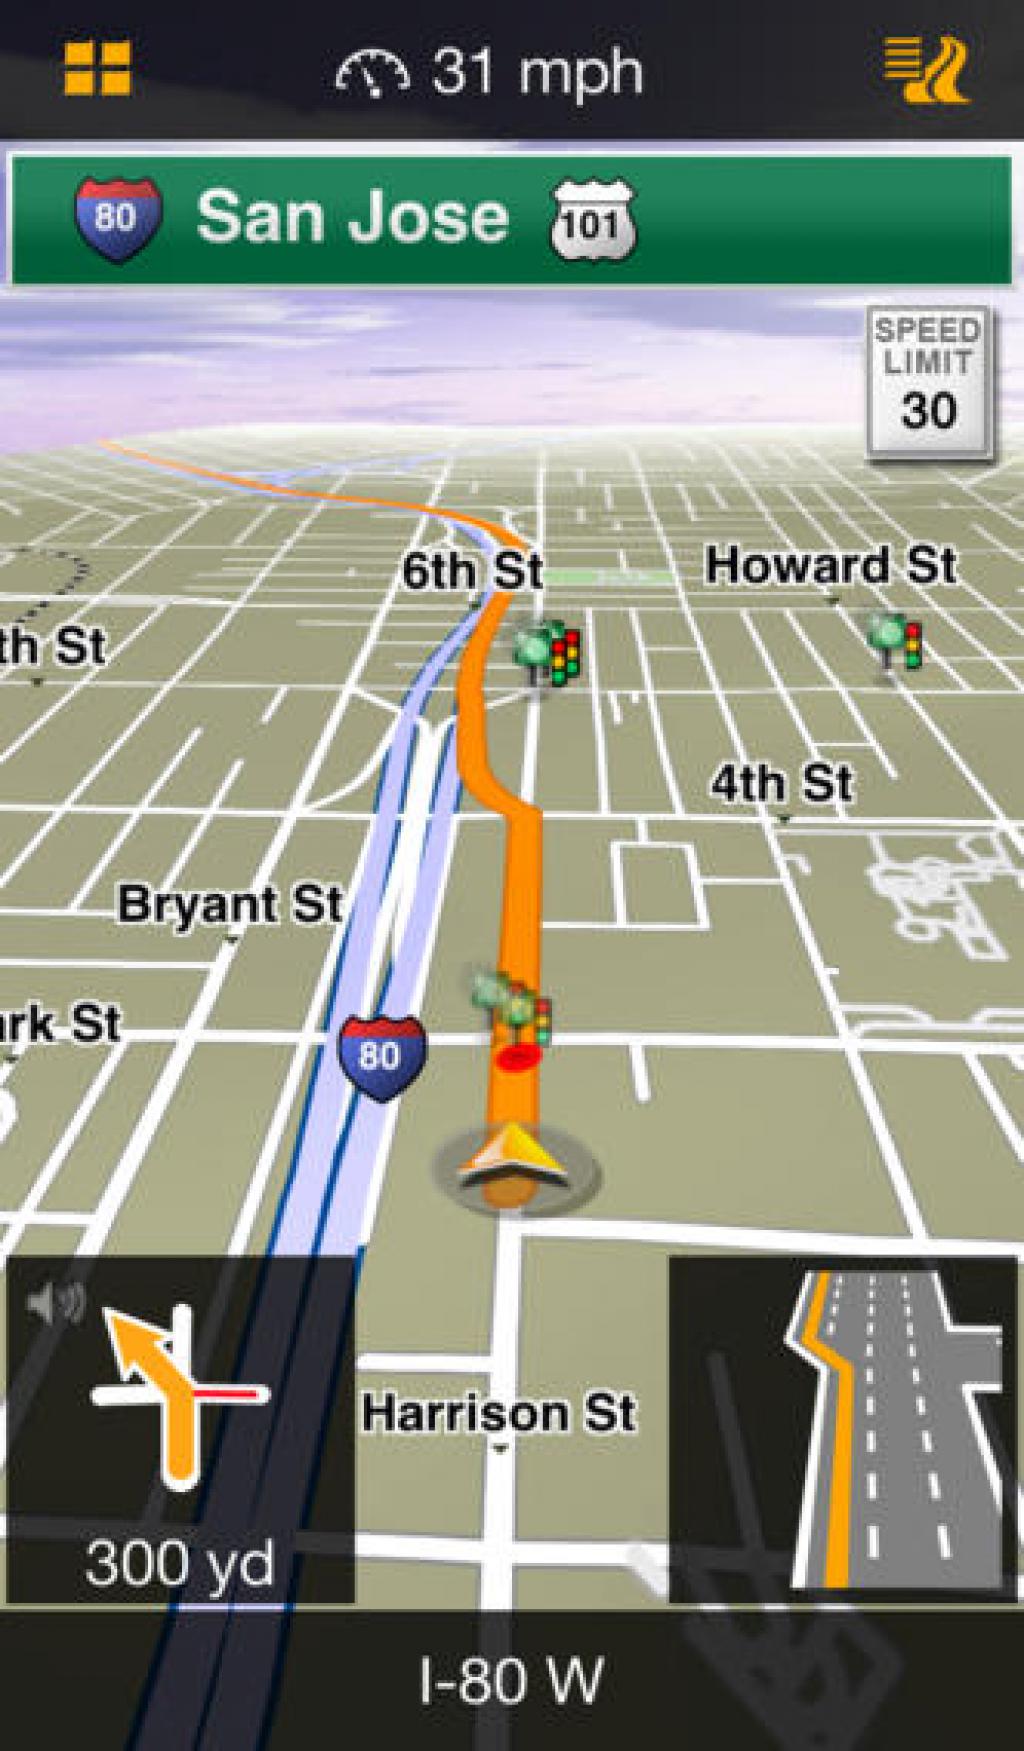 31 mph
80 San Jose 101
SPEED
LIMIT
30
6th St
Howard St
th St
4th St
Bryant St
rk St
80
Harrison St
300 yd
I-80 W